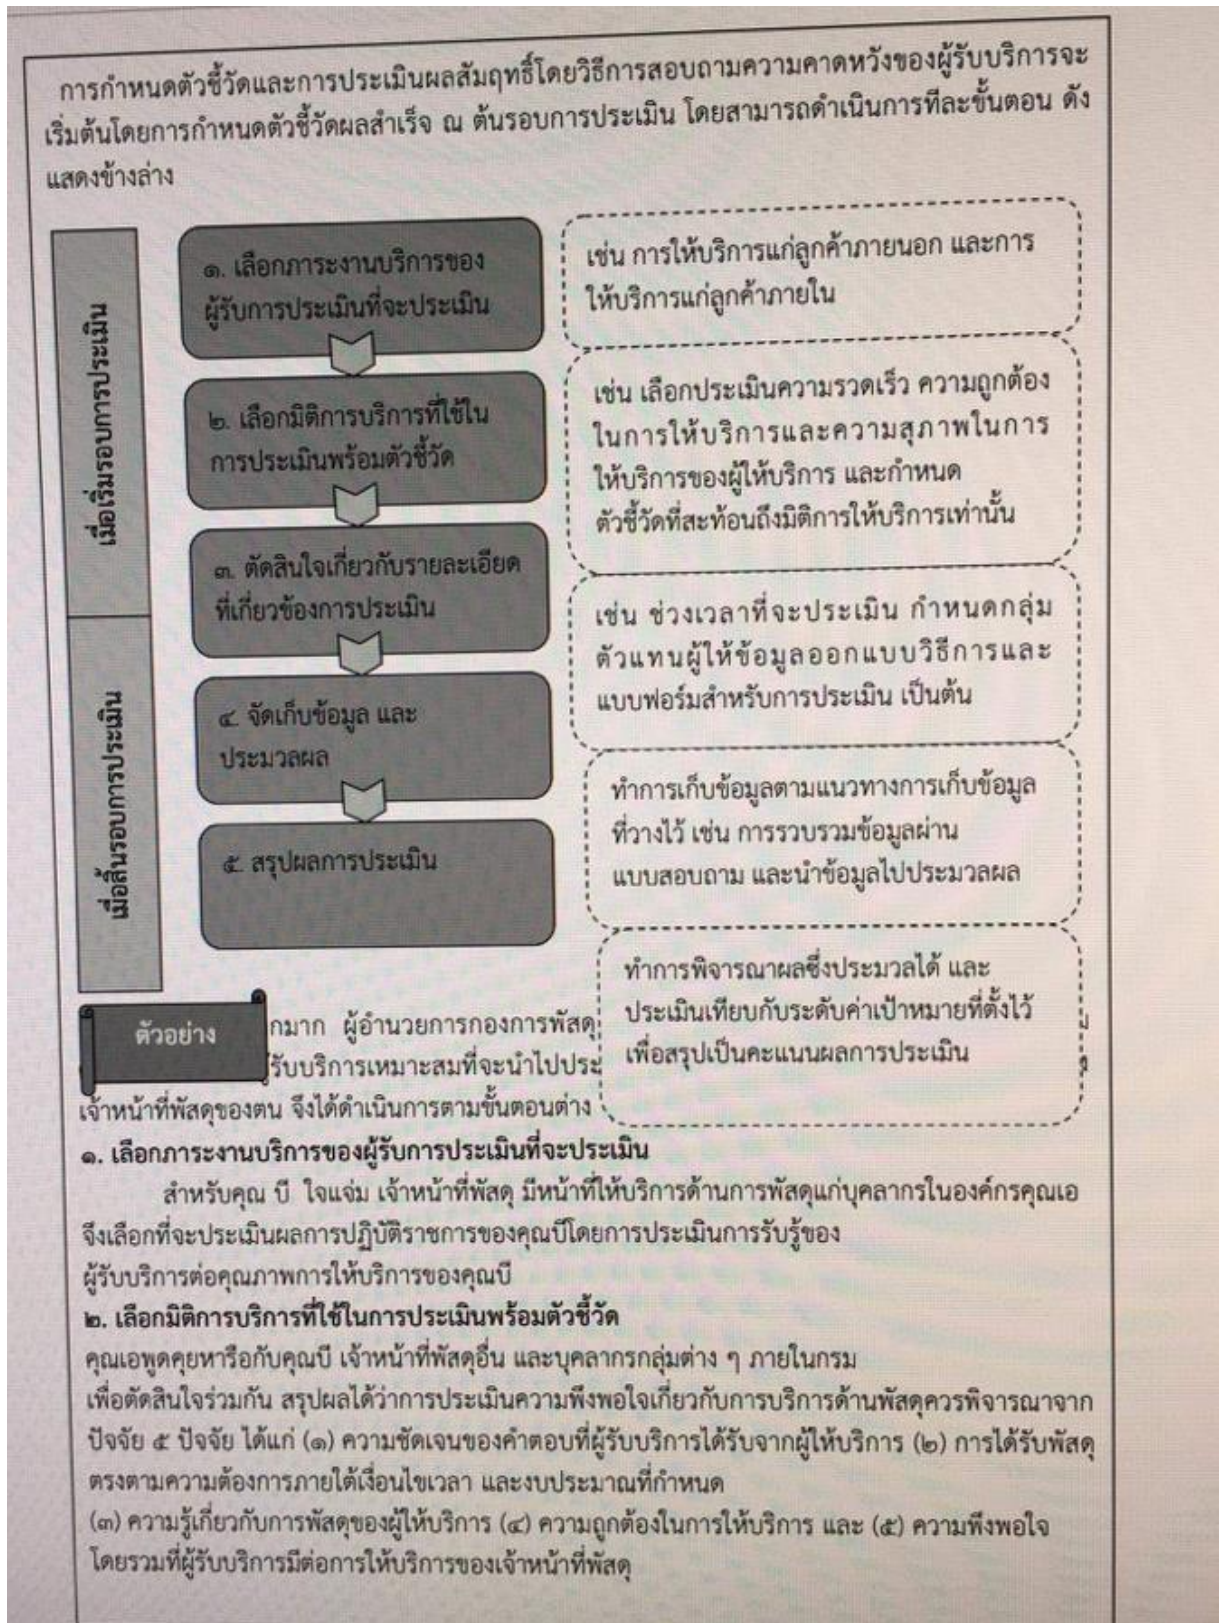 การกำหนดตัวชี้วัดและการประเมินผลสัมฤทธิ์โดยวิธีการสอบถามความคาดหวังของผู้รับบริการจะ
เริ่มต้นโดยการกำหนดตัวชี้วัดผลสำเร็จ ณ ต้นรอบการประเมิน โดยสามารถดำเนินการทีละขั้นตอน ดัง
แสดงข้างล่าง
เมื่อเริ่มรอบการประเมิน
๑. เลือกภาระงานบริการของ
ผู้รับการประเมินที่จะประเมิน
เช่น การให้บริการแก่ลูกค้าภายนอก และการ
ให้บริการแก่ลูกค้าภายใน
๒. เลือกมิติการบริการที่ใช้ใน
การประเมินพร้อมตัวชี้วัด
เช่น เลือกประเมินความรวดเร็ว ความถูกต้อง
ในการให้บริการและความสุภาพในการ
ให้บริการของผู้ให้บริการ และกำหนด
ตัวชี้วัดที่สะท้อนถึงมิติการให้บริการเท่านั้น
๓. ตัดสินใจเกี่ยวกับรายละเอียด
ที่เกี่ยวข้องการประเมิน
เช่น ช่วงเวลาที่จะประเมิน กำหนดกลุ่ม
ตัวแทนผู้ให้ข้อมูลออกแบบวิธีการและ
แบบฟอร์มสำหรับการประเมิน เป็นต้น
เมื่อสิ้นรอบการประเมิน
๔. จัดเก็บข้อมูล และ
ประมวลผล
ทำการเก็บข้อมูลตามแนวทางการเก็บข้อมูล
ที่วางไว้ เช่น การรวบรวมข้อมูลผ่าน
แบบสอบถาม และนำข้อมูลไปประมวลผล
๕. สรุปผลการประเมิน
ทำการพิจารณาผลซึ่งประมวลได้ และ
ประเมินเทียบกับระดับค่าเป้าหมายที่ตั้งไว้
เพื่อสรุปเป็นคะแนนผลการประเมิน
ตัวอย่าง
กมาก ผู้อำนวยการกองการพัสดุ
รับบริการเหมาะสมที่จะนำไปประ
เจ้าหน้าที่พัสดุของตน จึงได้ดำเนินการตามขั้นตอนต่าง
๑. เลือกภาระงานบริการของผู้รับการประเมินที่จะประเมิน
สำหรับคุณ บี ใจแจ่ม เจ้าหน้าที่พัสดุ มีหน้าที่ให้บริการด้านการพัสดุแก่บุคลากรในองค์กรคุณเอ
จึงเลือกที่จะประเมินผลการปฏิบัติราชการของคุณบีโดยการประเมินการรับรู้ของ
ผู้รับบริการต่อคุณภาพการให้บริการของคุณบี
๒. เลือกมิติการบริการที่ใช้ในการประเมินพร้อมตัวชี้วัด
คุณเอพูดคุยหารือกับคุณบี เจ้าหน้าที่พัสดุอื่น และบุคลากรกลุ่มต่าง ๆ ภายในกรม
เพื่อตัดสินใจร่วมกัน สรุปผลได้ว่าการประเมินความพึงพอใจเกี่ยวกับการบริการด้านพัสดุควรพิจารณาจาก
ปัจจัย ๕ ปัจจัย ได้แก่ (๑) ความชัดเจนของคำตอบที่ผู้รับบริการได้รับจากผู้ให้บริการ (๒) การได้รับพัสดุ
ตรงตามความต้องการภายใต้เงื่อนไขเวลา และงบประมาณที่กำหนด
(๓) ความรู้เกี่ยวกับการพัสดุของผู้ให้บริการ (๔) ความถูกต้องในการให้บริการ และ (๕) ความพึงพอใจ
โดยรวมที่ผู้รับบริการมีต่อการให้บริการของเจ้าหน้าที่พัสดุ